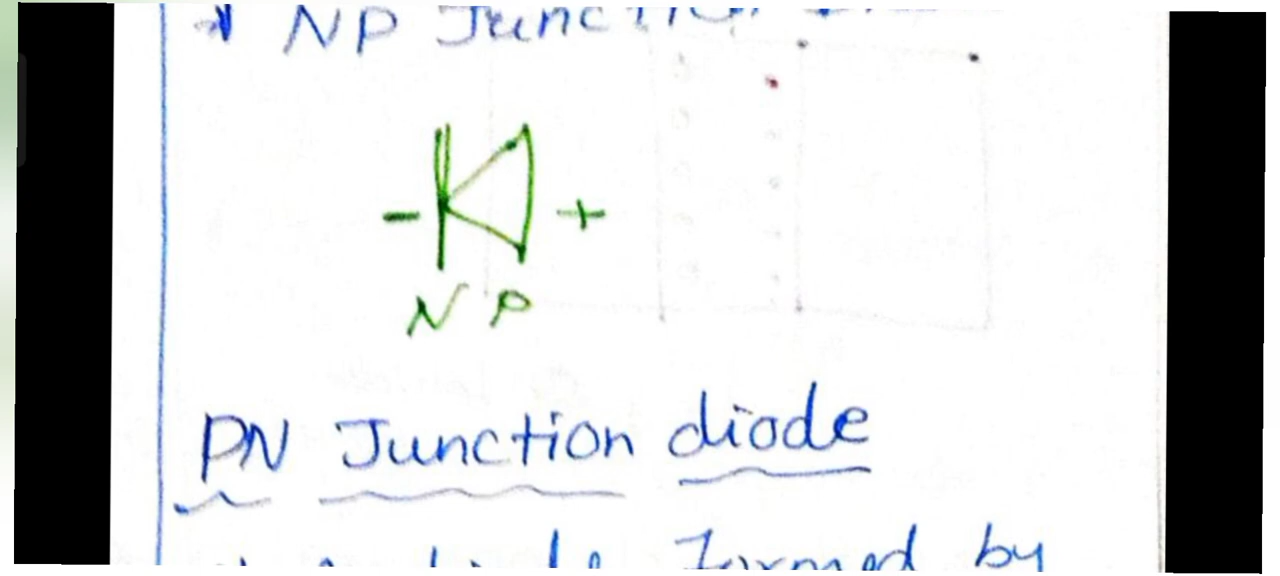 NP Junction
- +
N P
PN Junction diode
Formed by